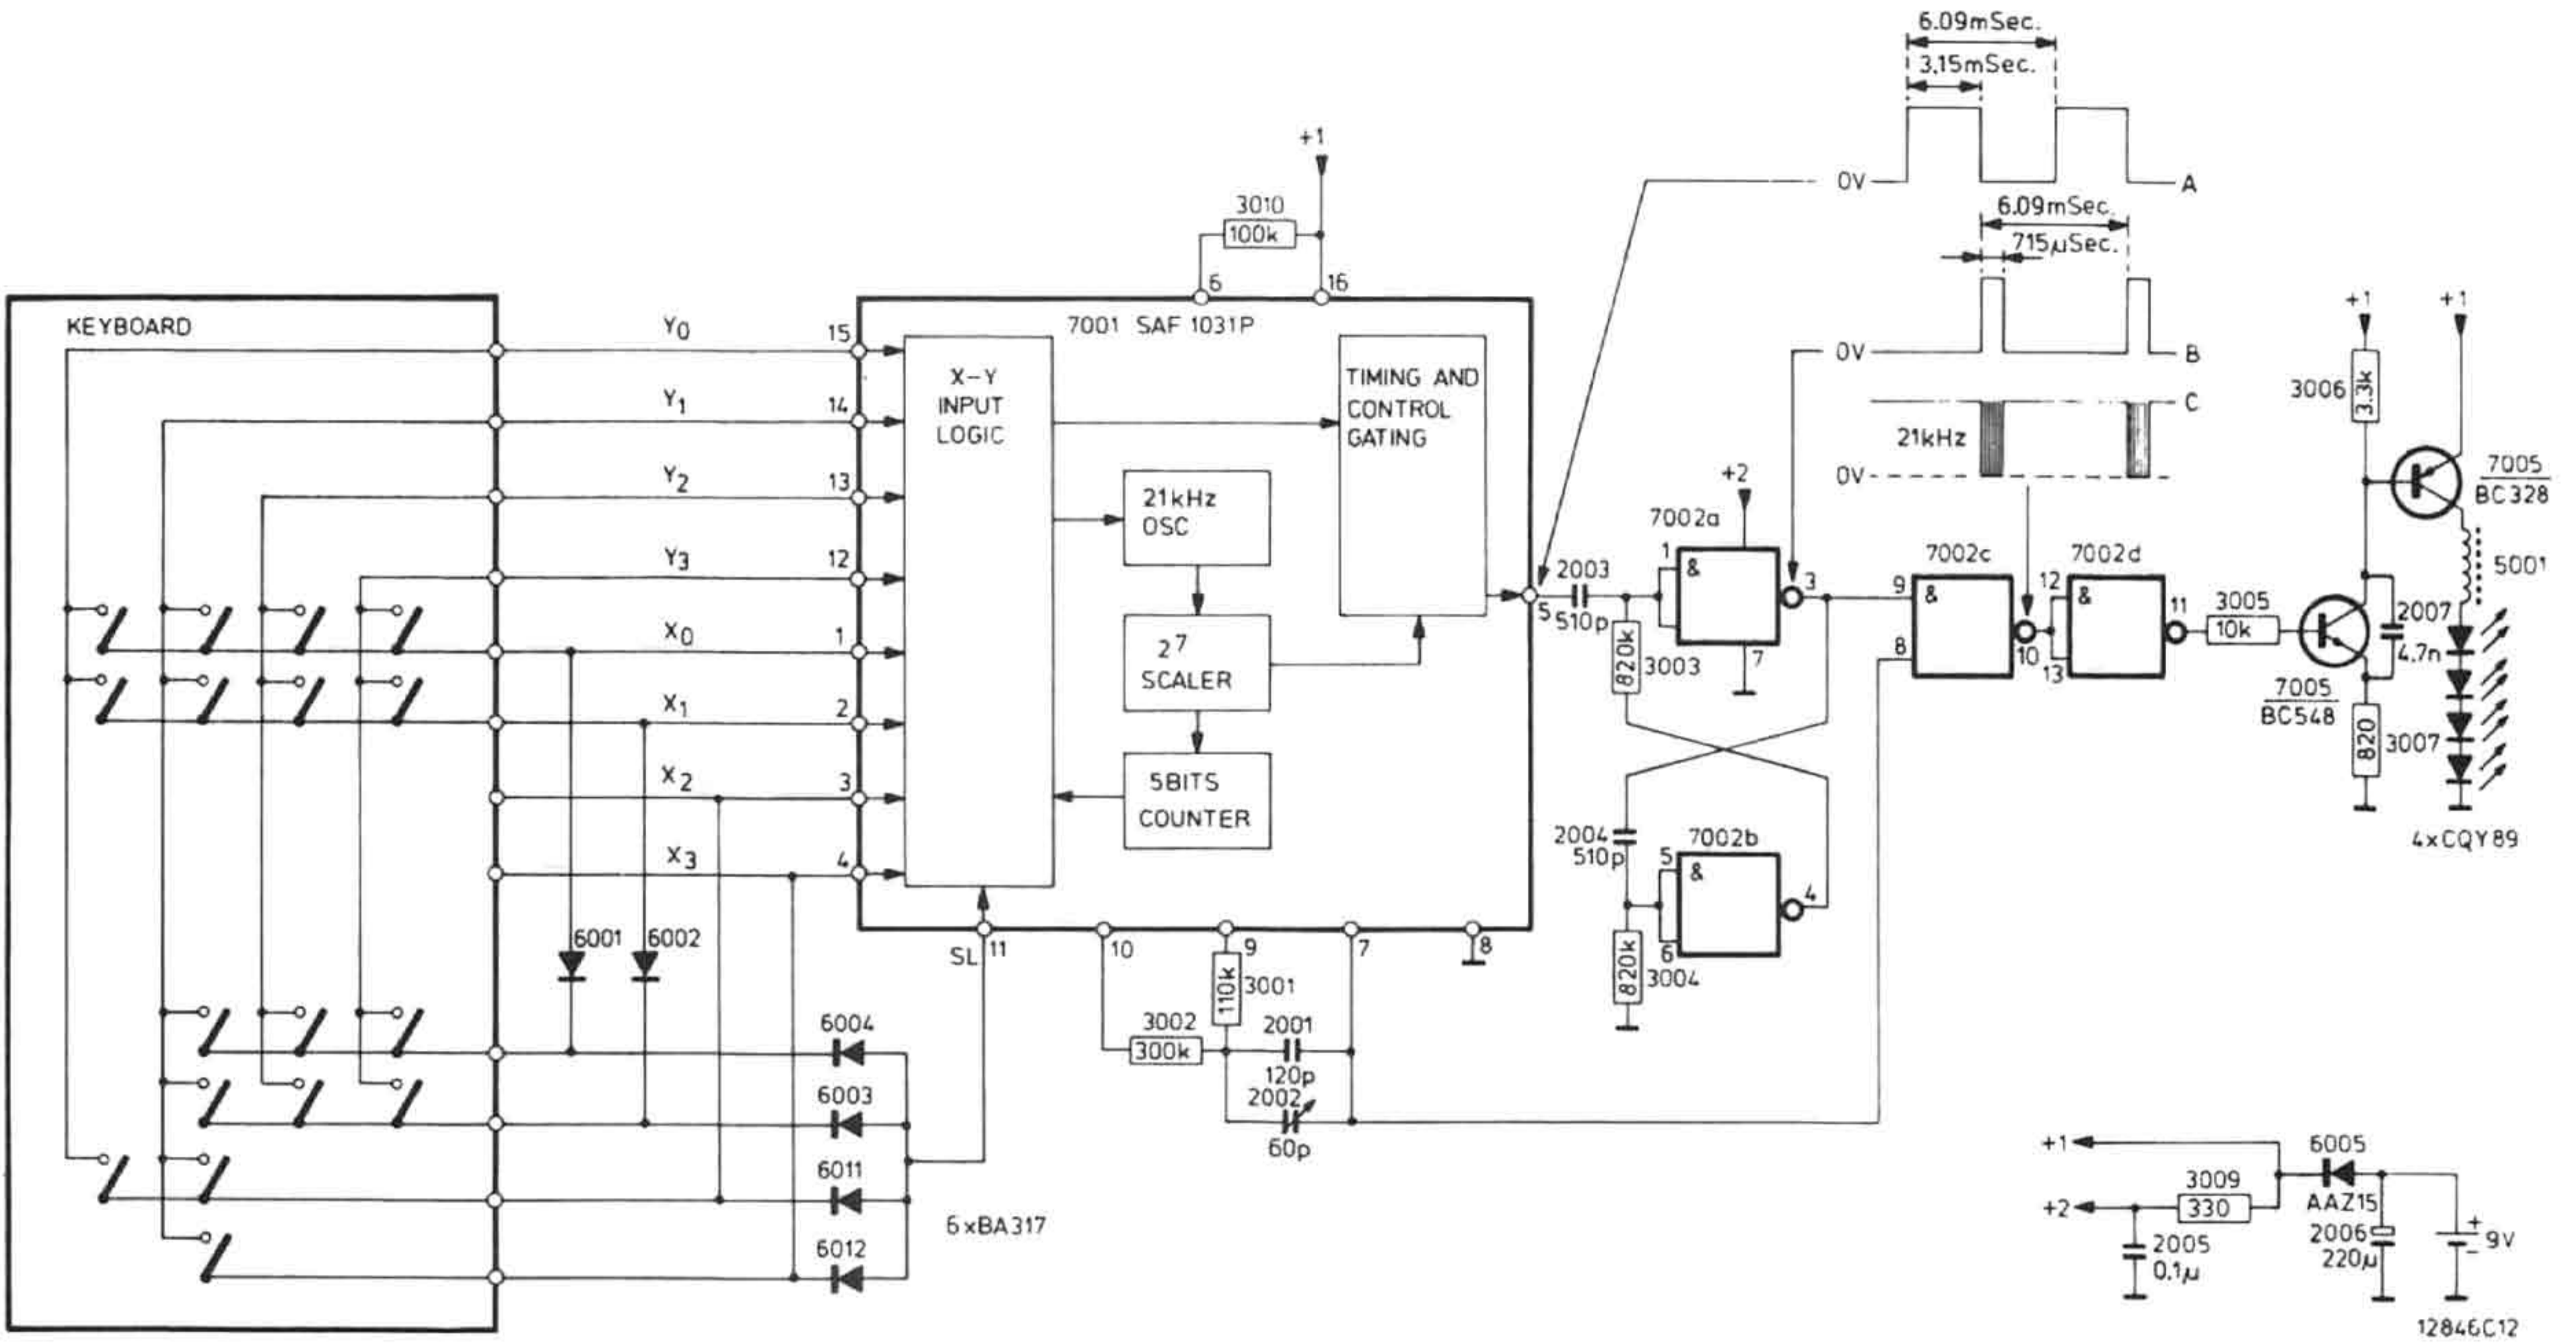 6.09mSec.
3.15mSec.
0V
A
6.09mSec.
715µSec.
0V
B
C
21kHz
0V
+1
3010
100k
6
16
7001 SAF 1031P
KEYBOARD
Y0
15
Y1
14
Y2
13
Y3
12
X0
1
X1
2
X2
3
X3
4
X-Y
INPUT
LOGIC
21kHz
OSC
2⁷
SCALER
5BITS
COUNTER
TIMING AND
CONTROL
GATING
5
2003
510p
820k
3003
+2
7002a
1
&
3
7
2004
510p
7002b
5
&
6
4
820k
3004
7002c
9
&
8
10
7002d
12
&
13
11
3005
10k
+1
+1
3006
3.3k
7005
BC328
5001
2007
4.7n
7005
BC548
820
3007
4xCQY89
SL
11
10
9
7
8
110k
3001
3002
300k
2001
120p
2002
60p
6001
6002
6004
6003
6011
6012
6xBA317
+1
6005
AAZ15
3009
330
+2
2005
0.1µ
2006
220µ
+
-
9V
12846C12